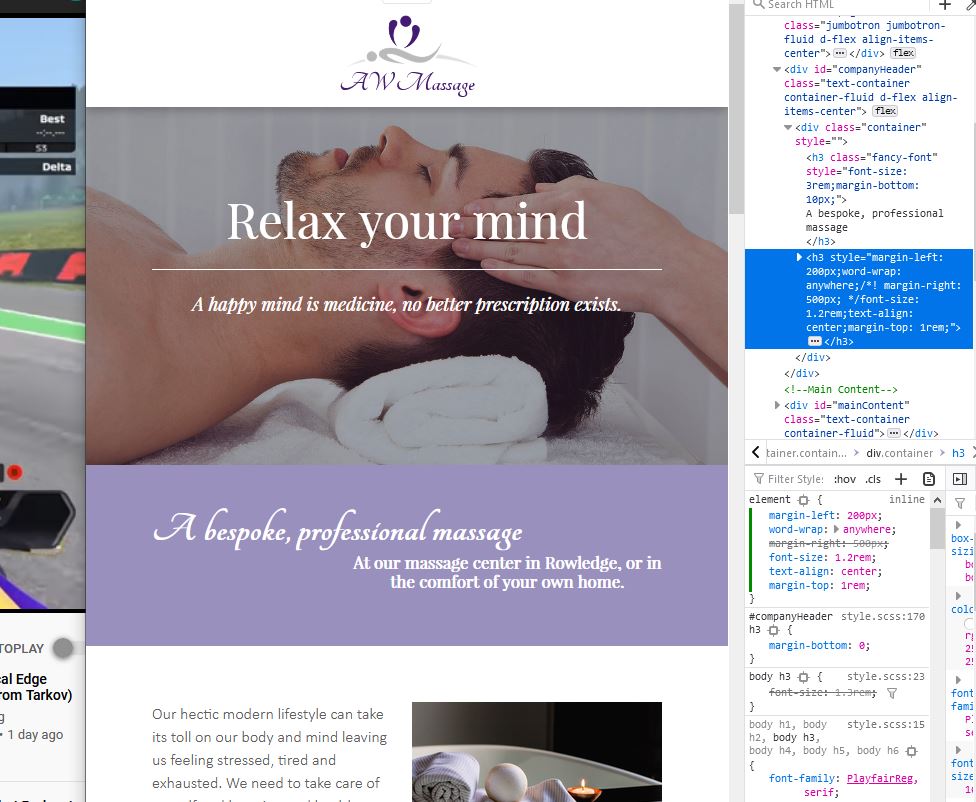 Best
--:--,---
S3
Delta
TOPLAY
cal Edge
rom Tarkov)
g
• 1 day ago
AW Massage
Relax your mind
A happy mind is medicine, no better prescription exists.
A bespoke, professional massage
At our massage center in Rowledge, or in
the comfort of your own home.
Our hectic modern lifestyle can take
its toll on our body and mind leaving
us feeling stressed, tired and
exhausted. We need to take care of
Search HTML
class="jumbotron jumbotron-
fluid d-flex align-items-
center"> ••• </div> flex
<div id="companyHeader"
class="text-container
container-fluid d-flex align-
items-center"> flex
<div class="container"
style="">
<h3 class="fancy-font"
style="font-size:
3rem;margin-bottom:
10px;">
A bespoke, professional
massage
</h3>
<h3 style="margin-left:
200px;word-wrap:
anywhere;/*! margin-right:
500px; */font-size:
1.2rem;text-align:
center;margin-top: 1rem;">
••• </h3>
</div>
</div>
<!--Main Content-->
<div id="mainContent"
class="text-container
container-fluid"> ••• </div>
tainer.contain... > div.container > h3
Filter Styles :hov .cls +
element { inline
margin-left: 200px;
word-wrap: anywhere;
margin-right: 500px;
font-size: 1.2rem;
text-align: center;
margin-top: 1rem;
}
#companyHeader style.scss:170
h3 {
margin-bottom: 0;
}
body h3 { style.scss:23
font-size: 1.3rem;
}
body h1, body style.scss:15
h2, body h3,
body h4, body h5, body h6
{
font-family: PlayfairReg,
serif;
box-
sizi
bo
bo
colo
rg
25
25
font
fami
Pl
se
font
size